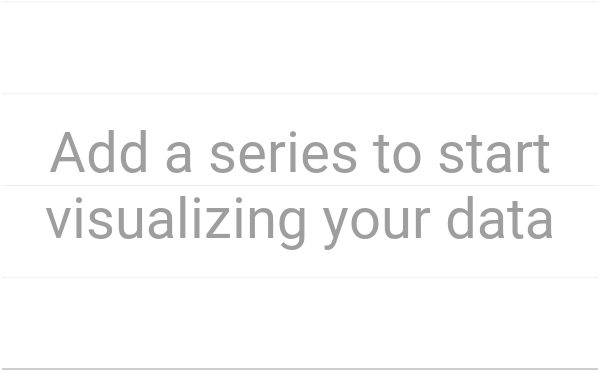 Add a series to start
visualizing your data